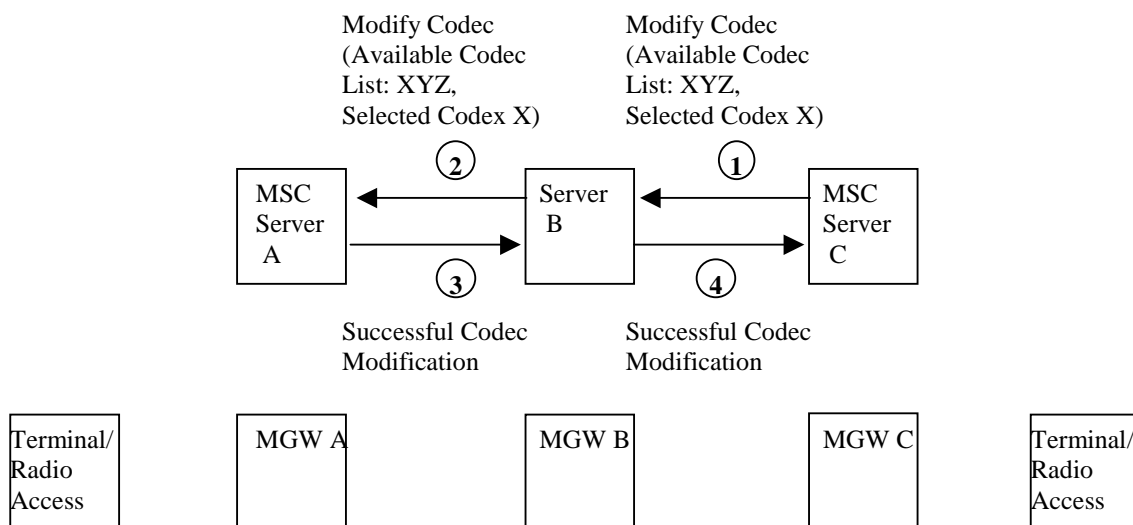 Modify Codec
(Available Codec
List: XYZ,
Selected Codex X)
Modify Codec
(Available Codec
List: XYZ,
Selected Codex X)
2
1
MSC
Server
A
Server
B
MSC
Server
C
3
4
Successful Codec
Modification
Successful Codec
Modification
Terminal/
Radio
Access
MGW A
MGW B
MGW C
Terminal/
Radio
Access